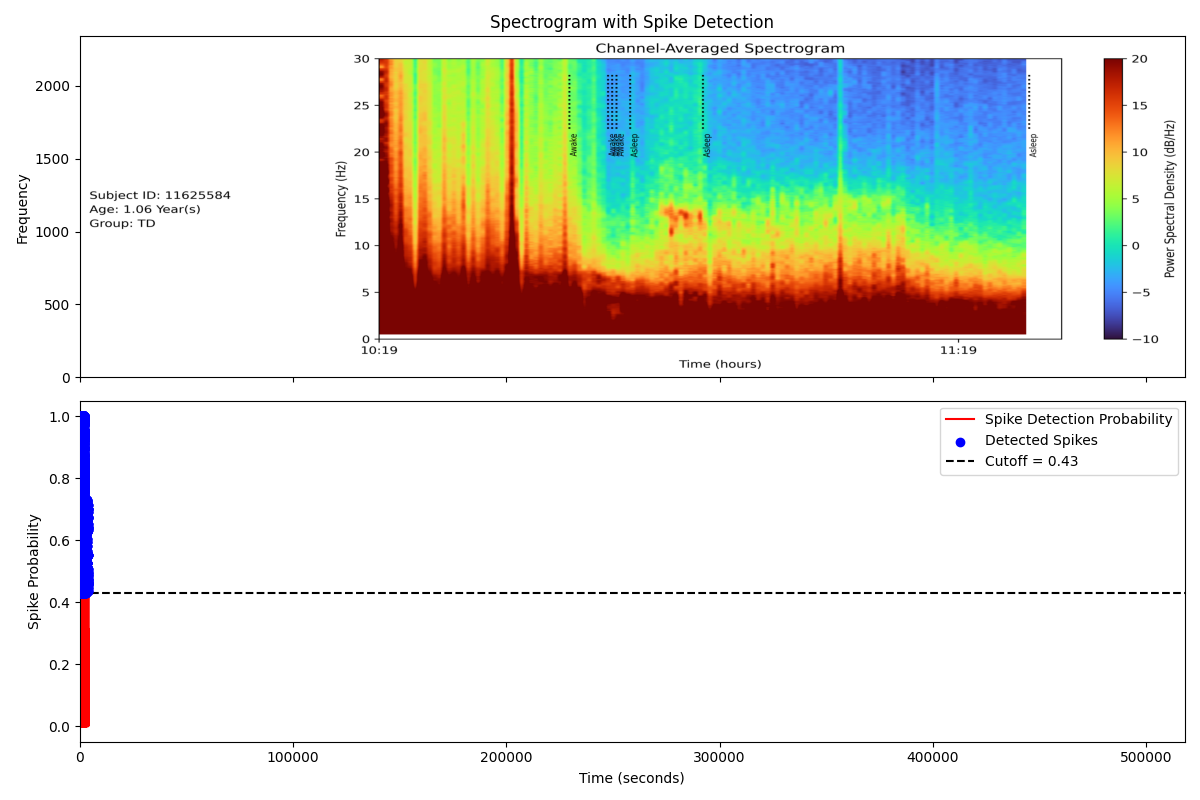 Spectrogram with Spike Detection
Channel-Averaged Spectrogram
Frequency
2000
1500
1000
500
0
Subject ID: 11625584
Age: 1.06 Year(s)
Group: TD
Frequency (Hz)
30
25
20
15
10
5
0
Awake
Awake
Awake
Awake
Asleep
Asleep
Asleep
10:19
11:19
Time (hours)
20
15
10
5
0
−5
−10
Power Spectral Density (dB/Hz)
Spike Probability
1.0
0.8
0.6
0.4
0.2
0.0
Spike Detection Probability
Detected Spikes
Cutoff = 0.43
0
100000
200000
300000
400000
500000
Time (seconds)